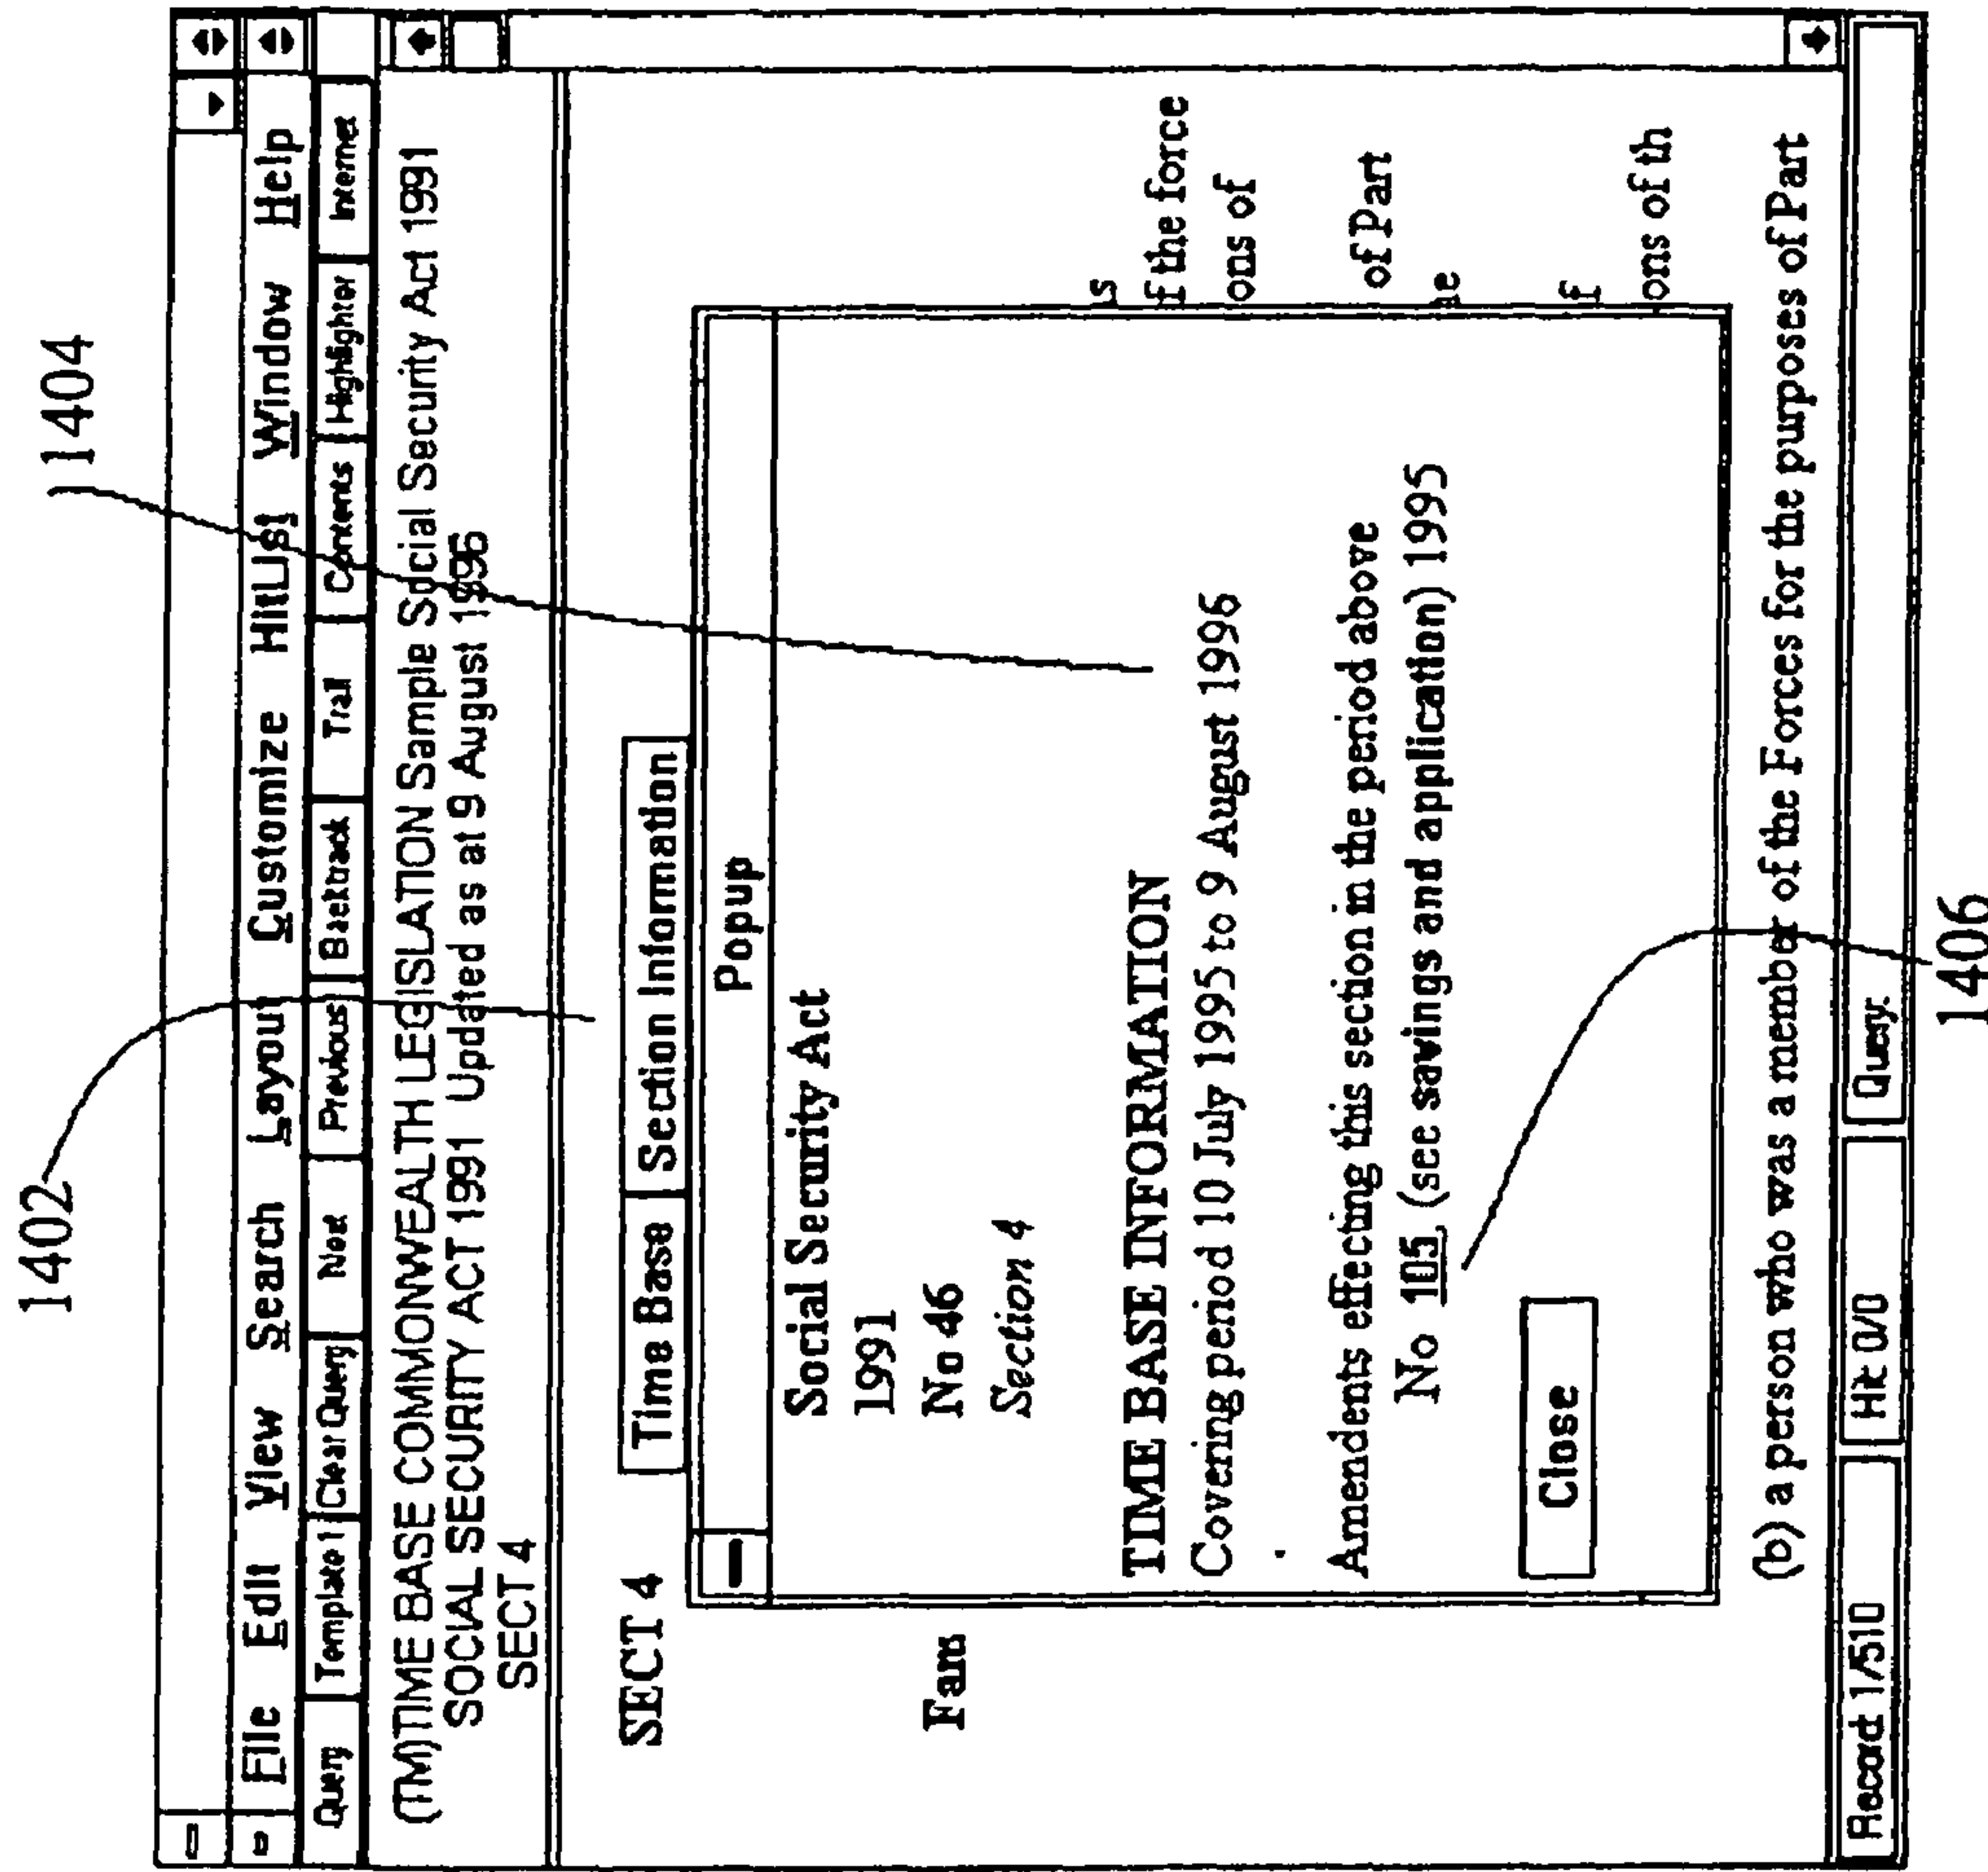 1402
1404
File Edit View Search Layout Customize HitList Window Help
Query Template 1 Clear Query Next Previous Backtrack Trail Contents Highlighter Internet
(TM)TIME BASE COMMONWEALTH LEGISLATION Sample Social Security Act 1991
SOCIAL SECURITY ACT 1991 Updated as at 9 August 1996
SECT 4
SECT 4 Time Base Section Information
Popup
Social Security Act
1991
Fam
No 46
Section 4
s
f the force
TIME BASE INFORMATION
Covering period 10 July 1995 to 9 August 1996
ons of
Amendents effecting this section in the period above
of Part
No 105, (see savings and application) 1995
ne
Close
f
ons of th
(b) a person who was a member of the Forces for the purposes of Part
Record 1/510 Hit 0/0 Query:
1406